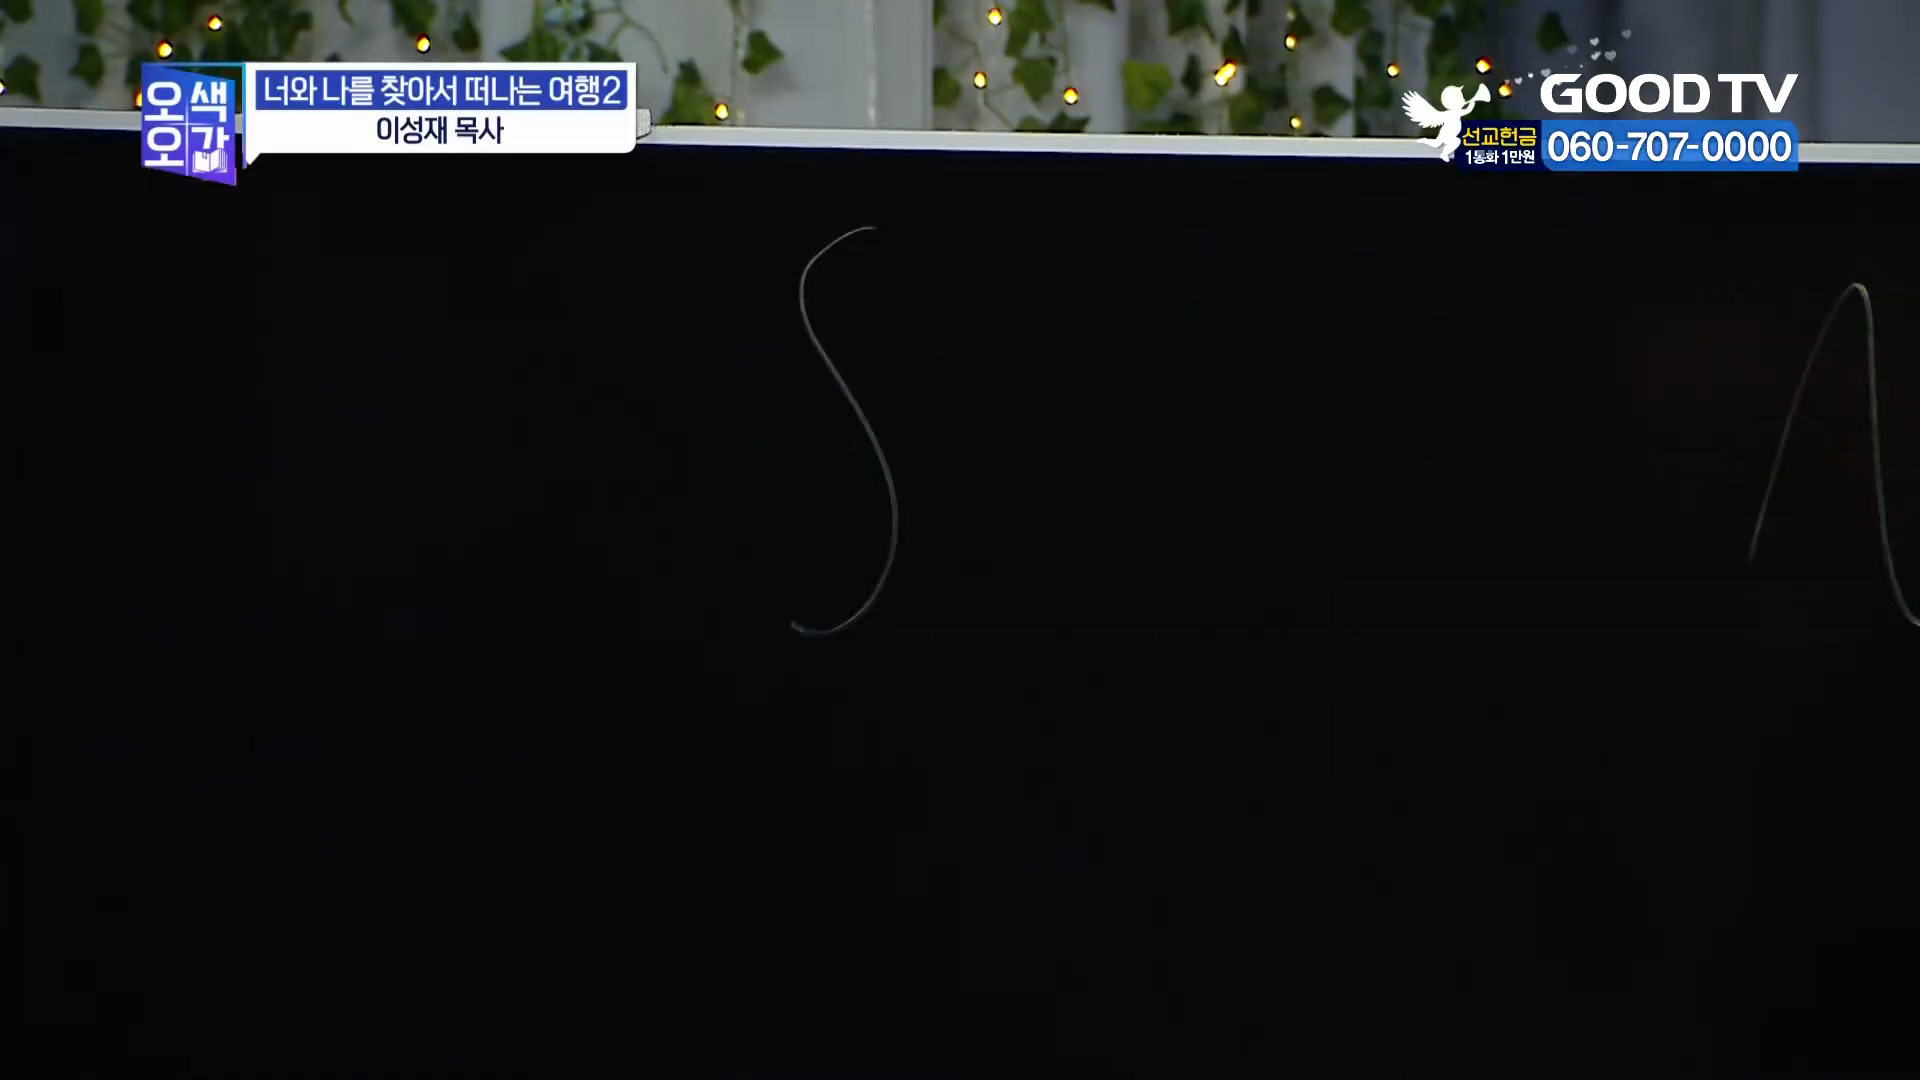 오색
오감
너와 나를 찾아서 떠나는 여행2
이성재 목사
GOOD TV
선교헌금
1통화 1만원
060-707-0000
S
N